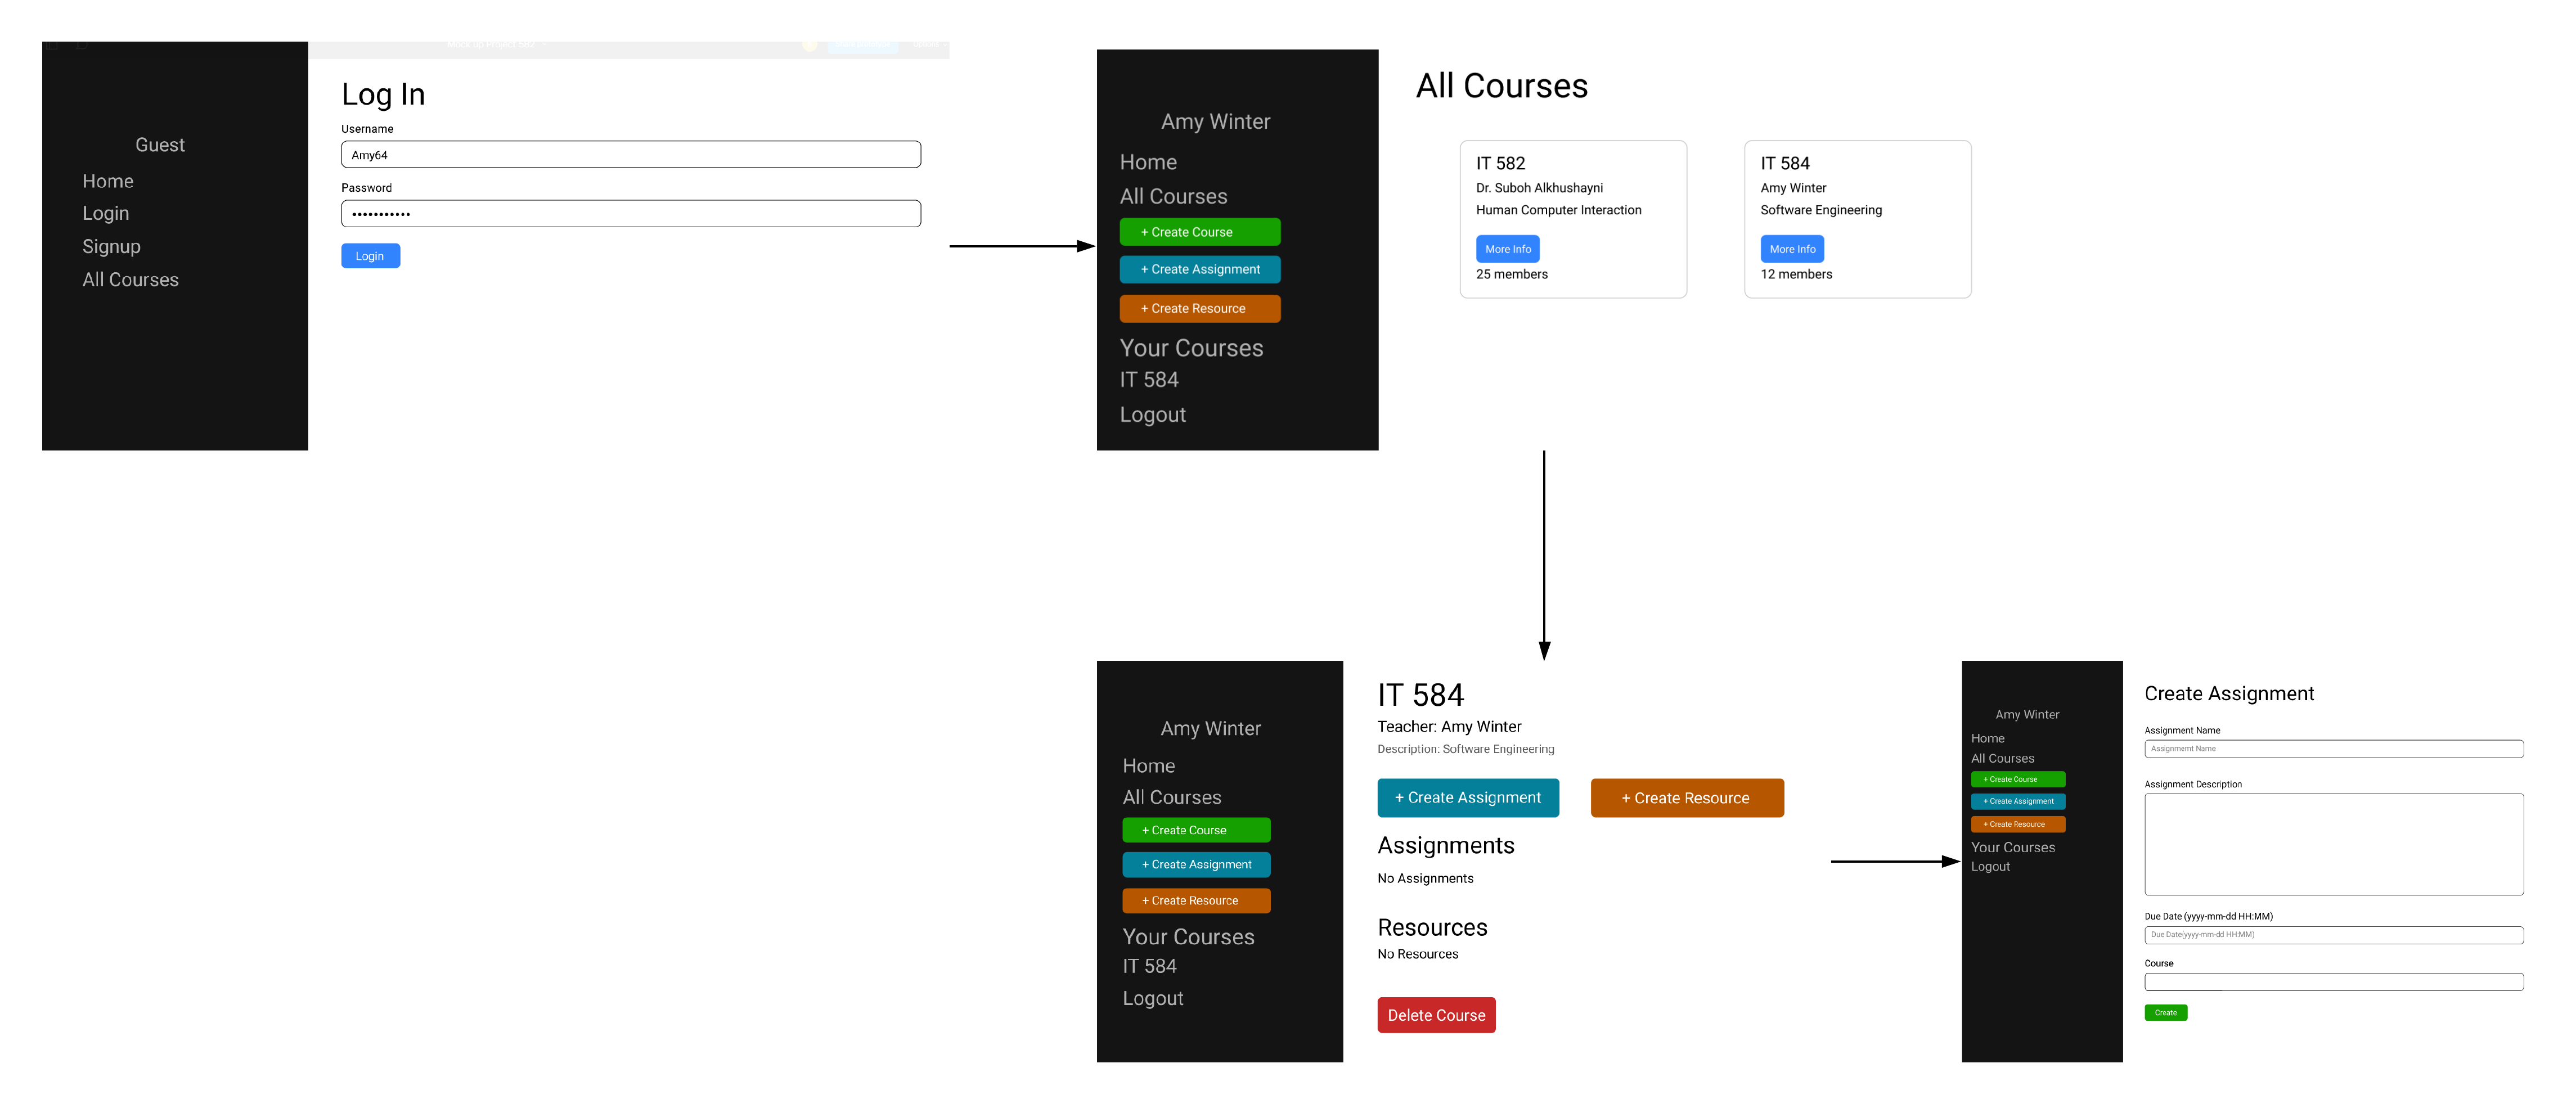 Guest
Home
Login
Signup
All Courses
Log In
Username
Amy64
Password
•••••••••••
Login
Amy Winter
Home
All Courses
+ Create Course
+ Create Assignment
+ Create Resource
Your Courses
IT 584
Logout
All Courses
IT 582
Dr. Suboh Alkhushayni
Human Computer Interaction
More Info
25 members
IT 584
Amy Winter
Software Engineering
More Info
12 members
Amy Winter
Home
All Courses
+ Create Course
+ Create Assignment
+ Create Resource
Your Courses
IT 584
Logout
IT 584
Teacher: Amy Winter
Description: Software Engineering
+ Create Assignment
+ Create Resource
Assignments
No Assignments
Resources
No Resources
Delete Course
Amy Winter
Home
All Courses
+ Create Course
+ Create Assignment
+ Create Resource
Your Courses
Logout
Create Assignment
Assignment Name
Assignment Name
Assignment Description
Due Date (yyyy-mm-dd HH:MM)
Due Date(yyyy-mm-dd HH:MM)
Course
Create